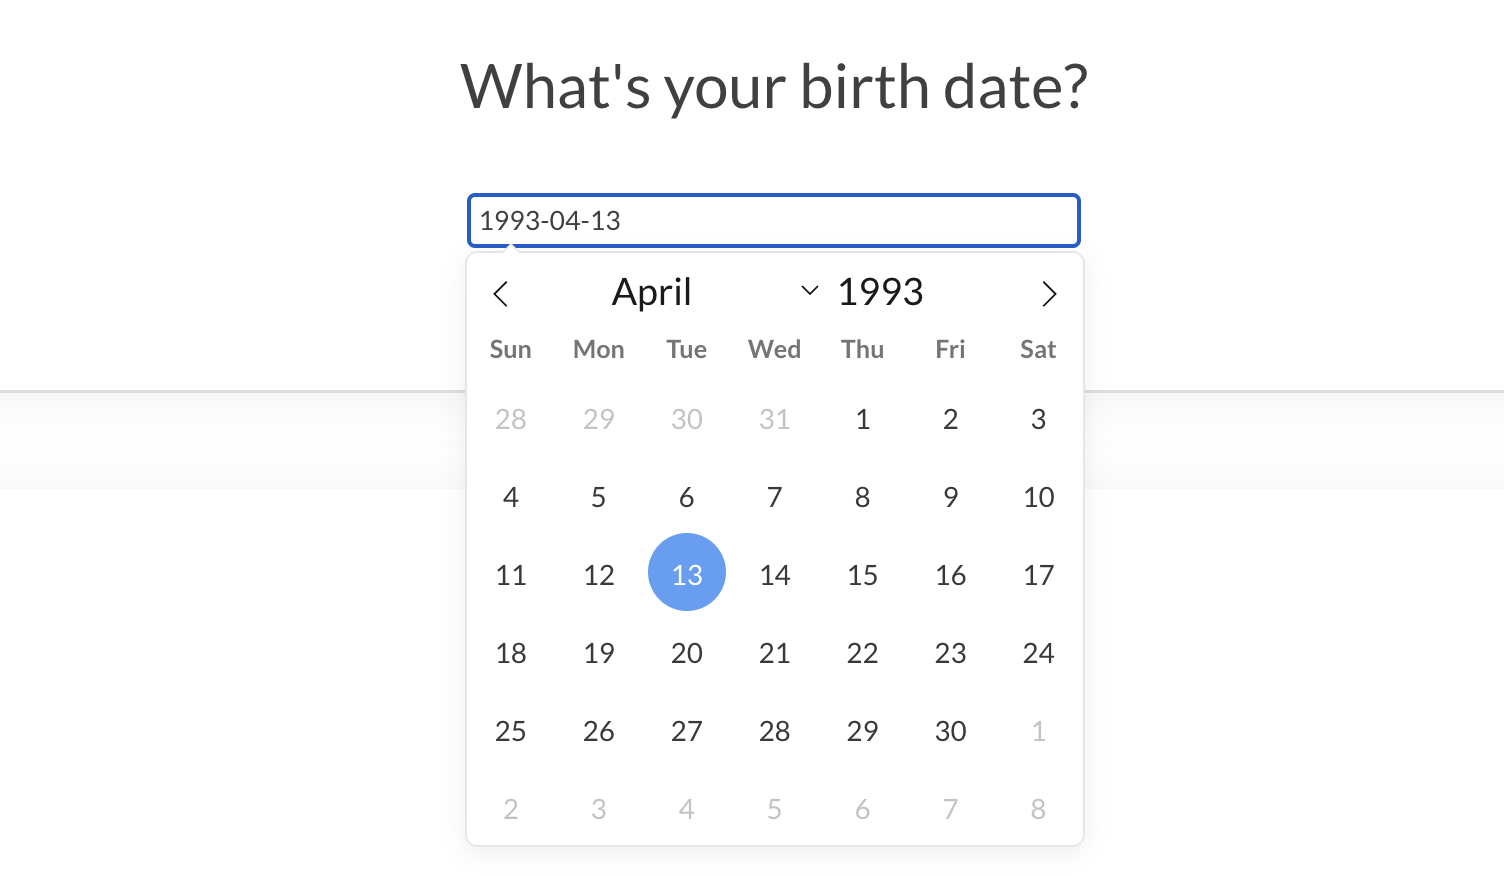 What's your birth date?
1993-04-13
April 1993
Sun Mon Tue Wed Thu Fri Sat
28 29 30 31 1 2 3
4 5 6 7 8 9 10
11 12 13 14 15 16 17
18 19 20 21 22 23 24
25 26 27 28 29 30 1
2 3 4 5 6 7 8